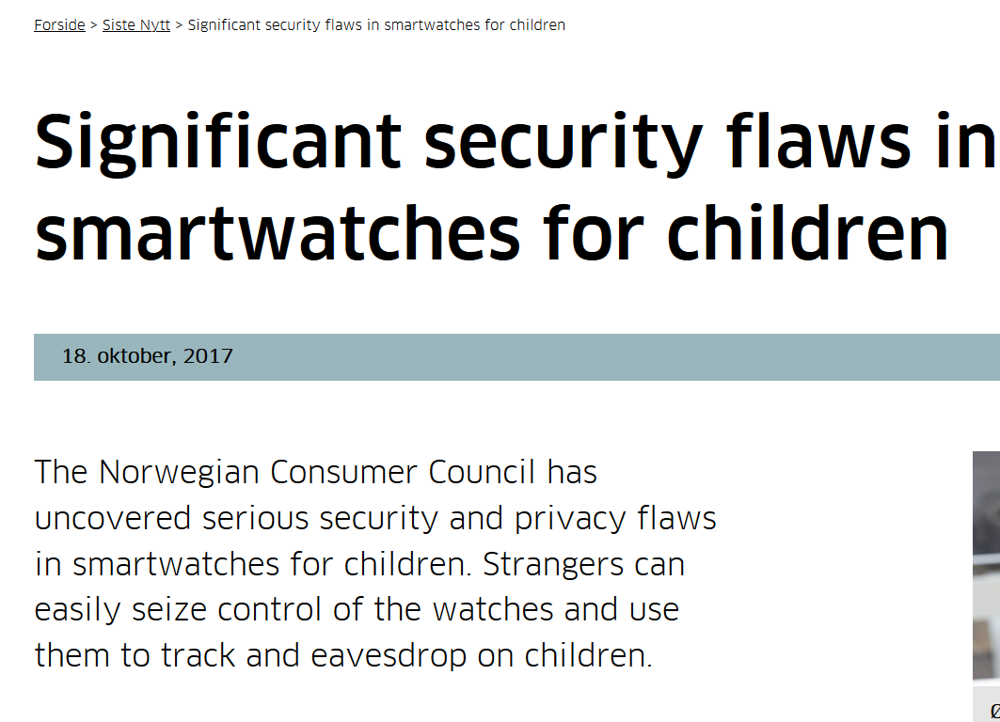 Forside > Siste Nytt > Significant security flaws in smartwatches for children
Significant security flaws in
smartwatches for children
18. oktober, 2017
The Norwegian Consumer Council has
uncovered serious security and privacy flaws
in smartwatches for children. Strangers can
easily seize control of the watches and use
them to track and eavesdrop on children.